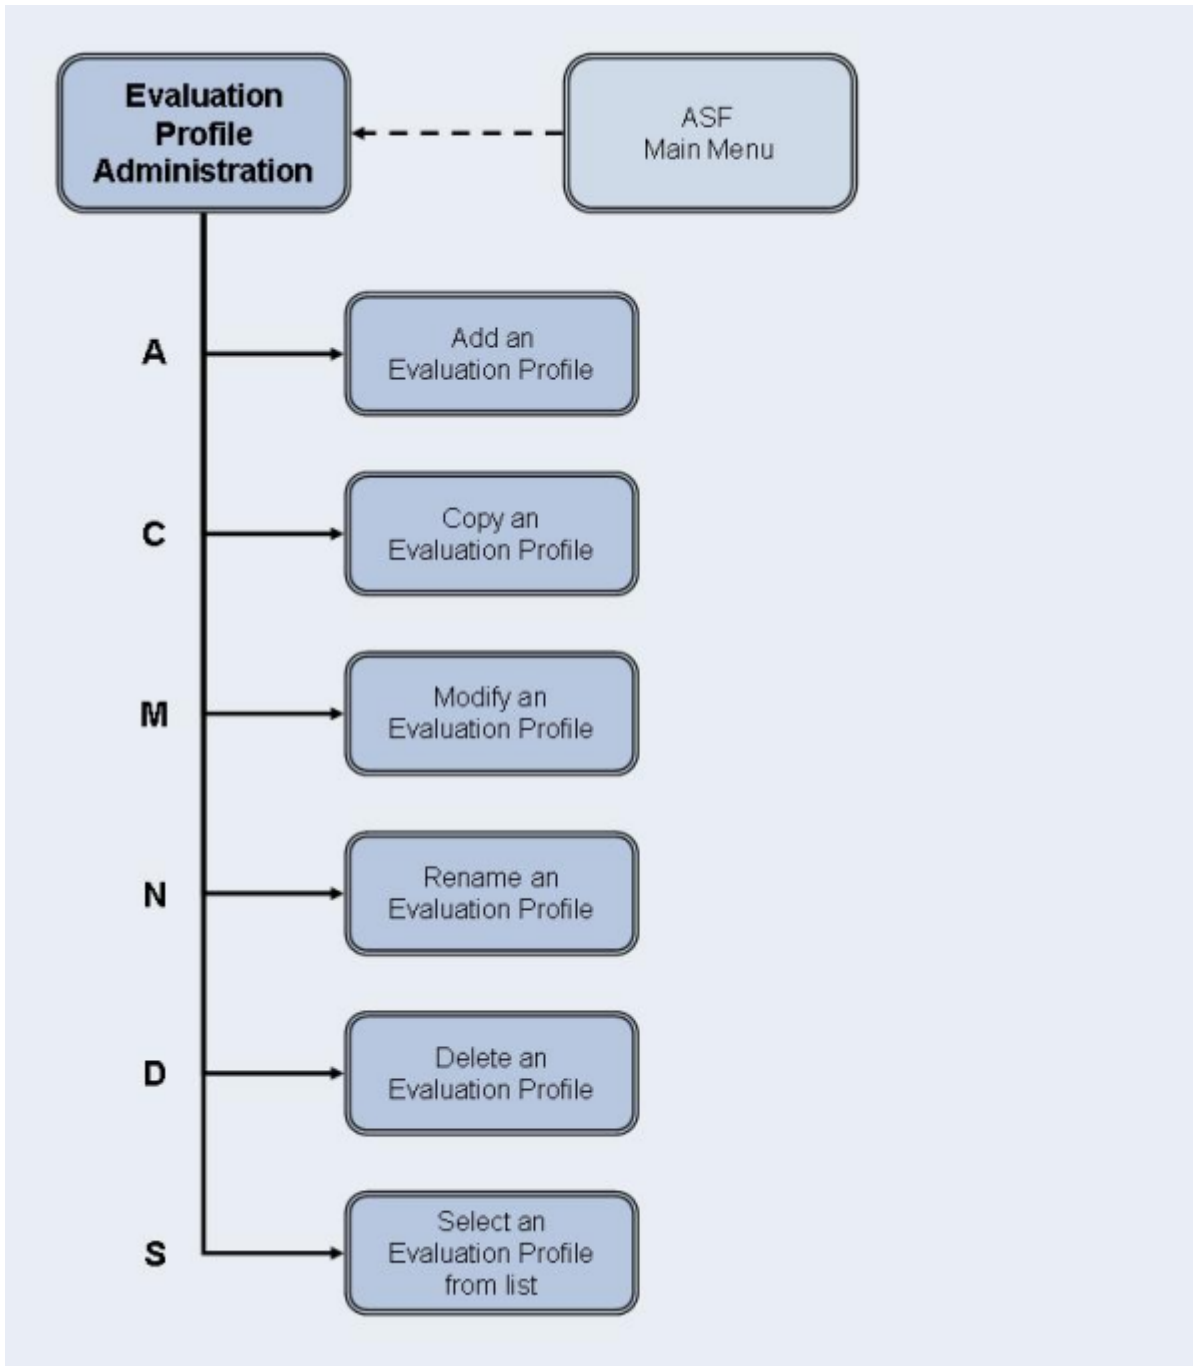 Evaluation
Profile
Administration
ASF
Main Menu
A
Add an
Evaluation Profile
C
Copy an
Evaluation Profile
M
Modify an
Evaluation Profile
N
Rename an
Evaluation Profile
D
Delete an
Evaluation Profile
S
Select an
Evaluation Profile
from list